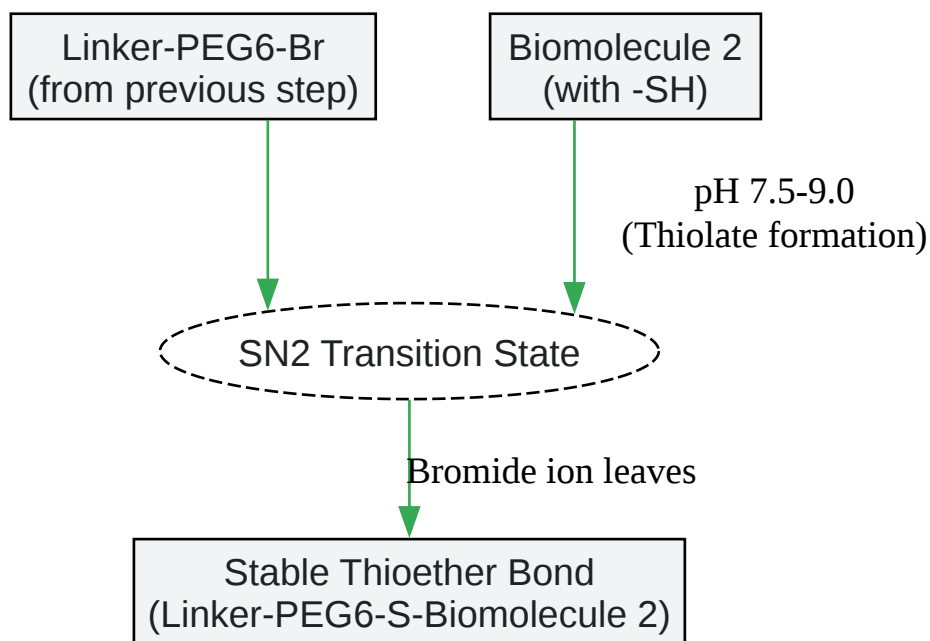 Linker-PEG6-Br
(from previous step)
Biomolecule 2
(with -SH)
pH 7.5-9.0
(Thiolate formation)
SN2 Transition State
Bromide ion leaves
Stable Thioether Bond
(Linker-PEG6-S-Biomolecule 2)